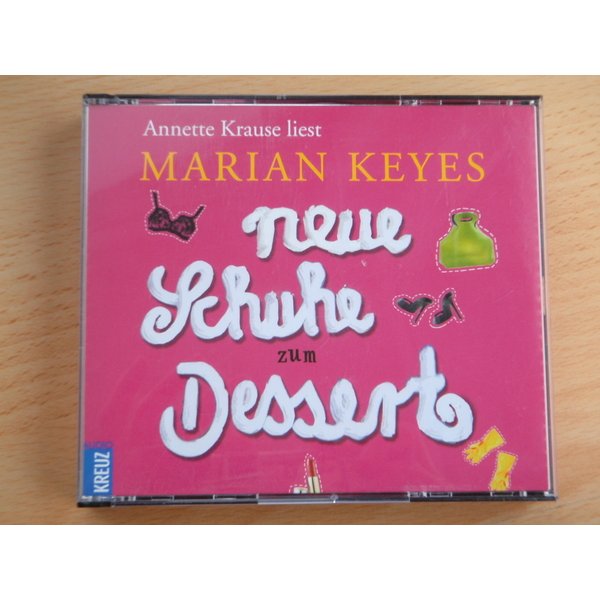 Annette Krause liest
MARIAN KEYES
neue
Schuhe
zum
Dessert
KREUZ